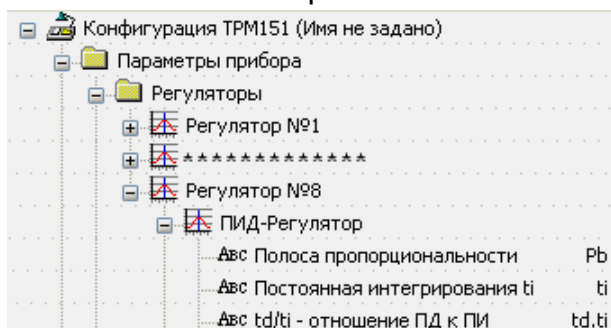 Конфигурация ТРМ151 (Имя не задано)
Параметры прибора
Регуляторы
Регулятор №1
*************
Регулятор №8
ПИД-Регулятор
Авс Полоса пропорциональности Pb
Авс Постоянная интегрирования ti ti
Авс td/ti - отношение ПД к ПИ td.ti